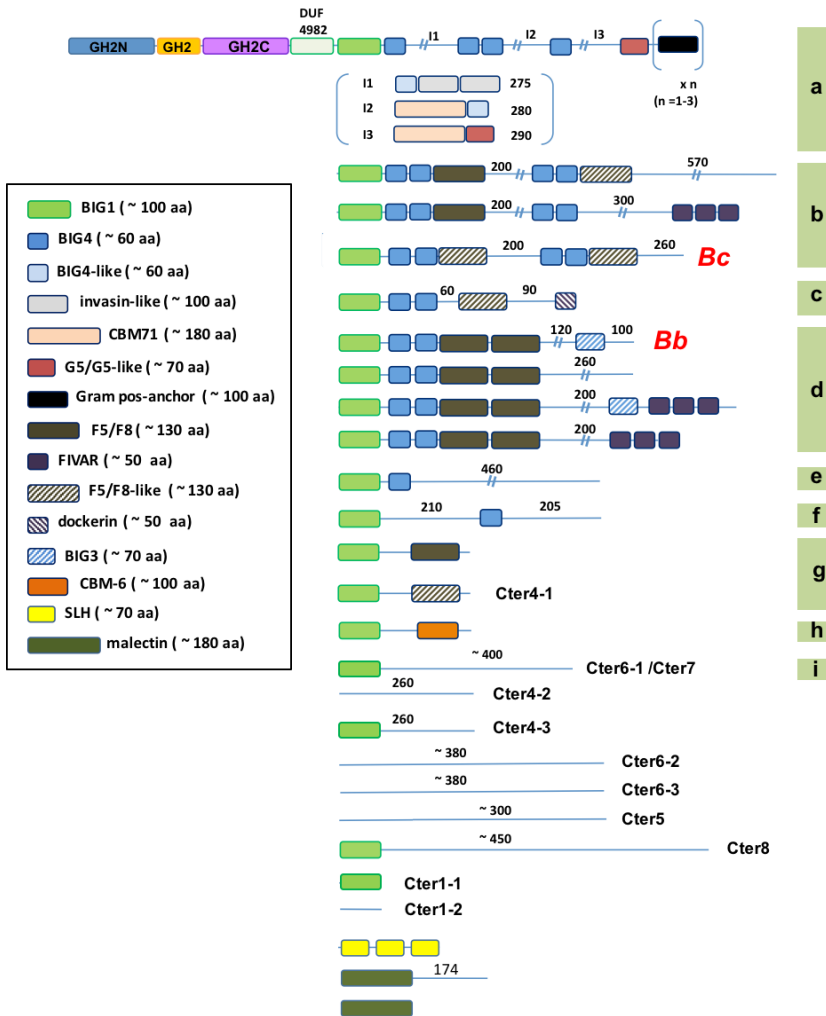 DUF
4982
GH2N GH2 GH2C I1 I2 I3
x n
(n =1-3)
I1 275
I2 280
I3 290
a
200 570
200 300
b
200 260 Bc
60 90
c
120 100 Bb
260
200
200
d
460
e
210 205
f
g
Cter4-1
h
~ 400
Cter6-1 /Cter7
i
260
Cter4-2
260
Cter4-3
~ 380
Cter6-2
~ 380
Cter6-3
~ 300
Cter5
~ 450
Cter8
Cter1-1
Cter1-2
174
BIG1 ( ~ 100 aa)
BIG4 ( ~ 60 aa)
BIG4-like ( ~ 60 aa)
invasin-like ( ~ 100 aa)
CBM71 ( ~ 180 aa)
G5/G5-like ( ~ 70 aa)
Gram pos-anchor ( ~ 100 aa)
F5/F8 ( ~ 130 aa)
FIVAR ( ~ 50 aa)
F5/F8-like ( ~ 130 aa)
dockerin ( ~ 50 aa)
BIG3 ( ~ 70 aa)
CBM-6 ( ~ 100 aa)
SLH ( ~ 70 aa)
malectin ( ~ 180 aa)